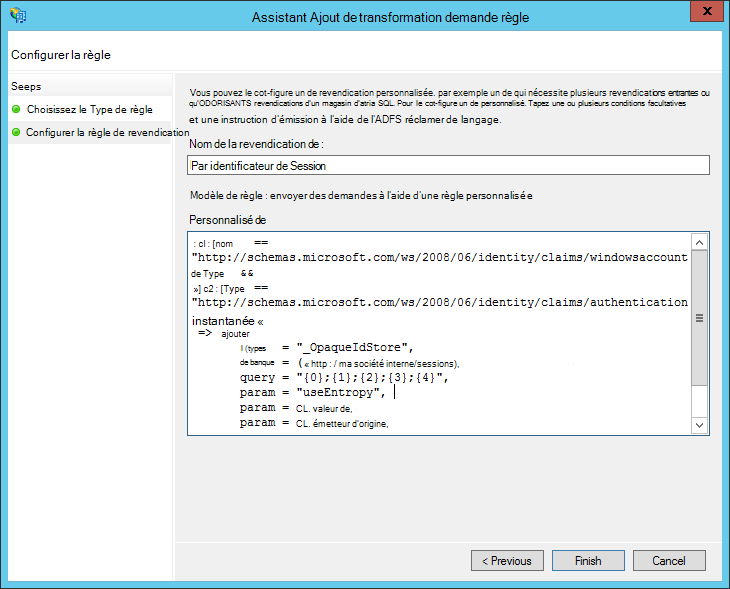 Assistant Ajout de transformation demande règle
X
Configurer la règle
Seeps
Choisissez le Type de règle
Configurer la règle de revendication
Vous pouvez le cot-figure un de revendication personnalisée. par exemple un de qui nécessite plusieurs revendications entrantes ou
qu'ODORISANTS revendications d'un magasin d'atria SQL. Pour le cot-figure un de personnalisé. Tapez une ou plusieurs conditions facultatives
et une instruction d'émission à l'aide de l'ADFS réclamer de langage.
Nom de la revendication de :
Par identificateur de Session
Modèle de règle : envoyer des demandes à l'aide d'une règle personnalisée
Personnalisé de
: cl : [nom ==
"http://schemas.microsoft.com/ws/2008/06/identity/claims/windowsaccount
de Type &&
»] c2 : [Type ==
"http://schemas.microsoft.com/ws/2008/06/identity/claims/authentication
instantanée «
=> ajouter
l (types = "_OpaqueIdStore",
de banque = (« http : / ma société interne/sessions),
query = "{0};{1};{2};{3};{4}",
param = "useEntropy",
param = CL. valeur de,
param = CL. émetteur d'origine,
< Previous
Finish
Cancel